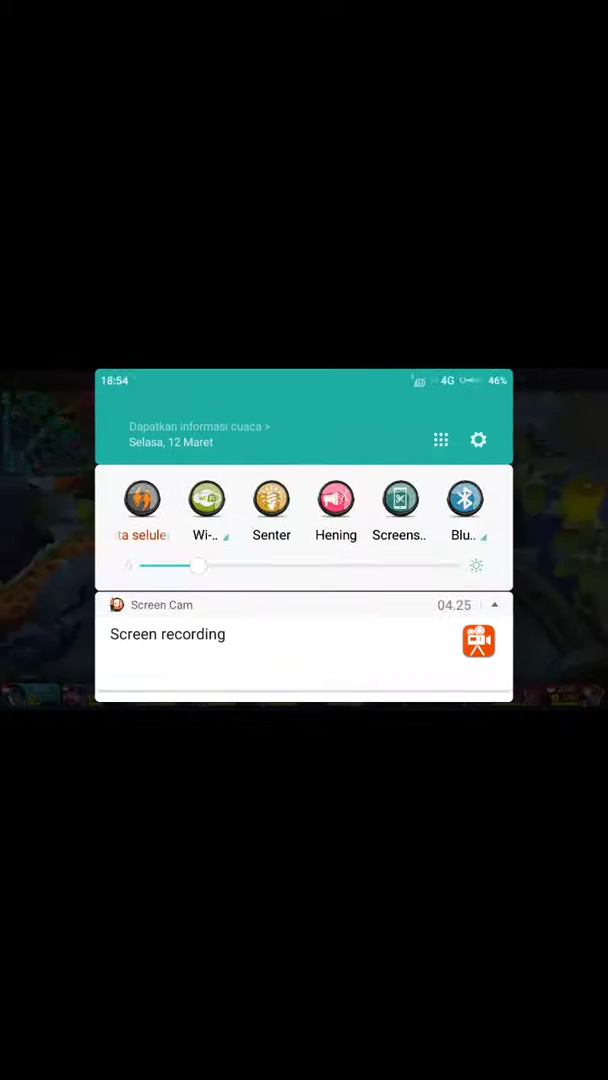 18:54 4G 46%
Dapatkan informasi cuaca >
Selasa, 12 Maret
ta selule Wi-.. Senter Hening Screens.. Blu..
Screen Cam 04.25
Screen recording